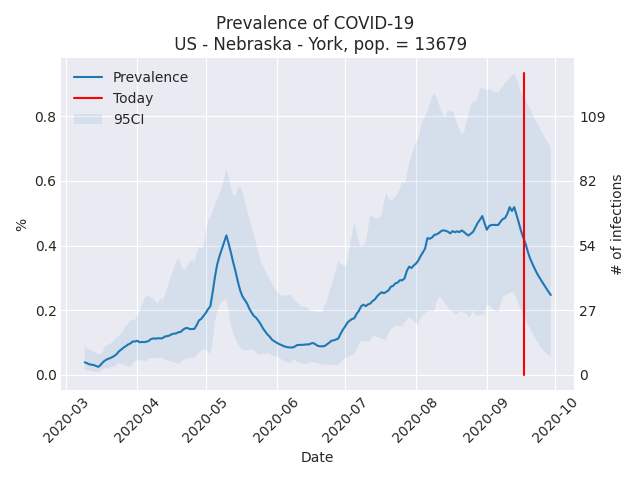 Prevalence of COVID-19
US - Nebraska - York, pop. = 13679
Prevalence
Today
95CI
0.8
0.6
0.4
0.2
0.0
%
109
82
54
27
0
# of infections
2020-03
2020-04
2020-05
2020-06
2020-07
2020-08
2020-09
2020-10
Date